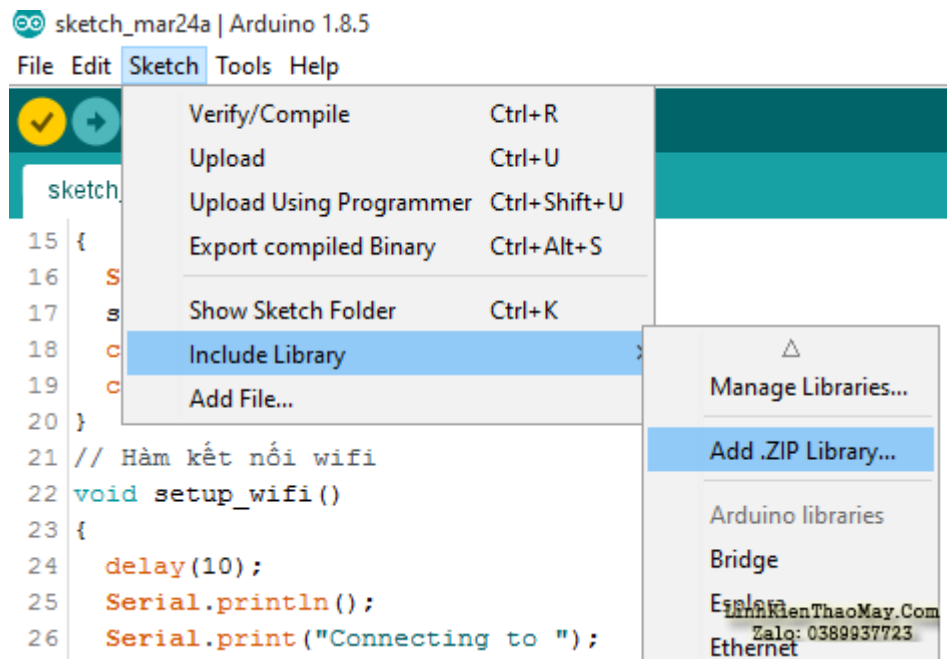 sketch_mar24a | Arduino 1.8.5
File Edit Sketch Tools Help
Verify/Compile Ctrl+R
Upload Ctrl+U
sketch_
Upload Using Programmer Ctrl+Shift+U
15 {
Export compiled Binary Ctrl+Alt+S
16 S
17 s
Show Sketch Folder Ctrl+K
18 c
Include Library
19 c
Add File...
20 }
Manage Libraries...
Add .ZIP Library...
Arduino libraries
Bridge
Esplora
Ethernet
21 // Hàm kết nối wifi
22 void setup_wifi()
23 {
24 delay(10);
25 Serial.println();
26 Serial.print("Connecting to ");
LinhKienThaoMay.Com
Zalo: 0389937723